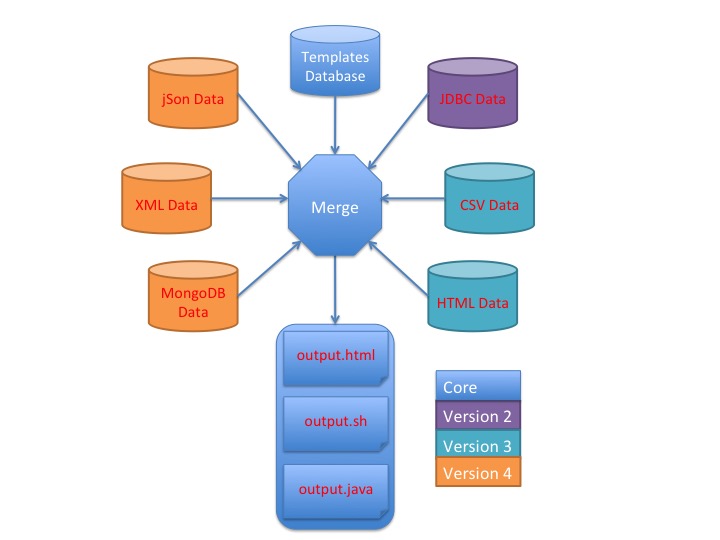 Templates
Database
jSon Data
JDBC Data
XML Data
Merge
CSV Data
MongoDB
Data
HTML Data
output.html
output.sh
output.java
Core
Version 2
Version 3
Version 4